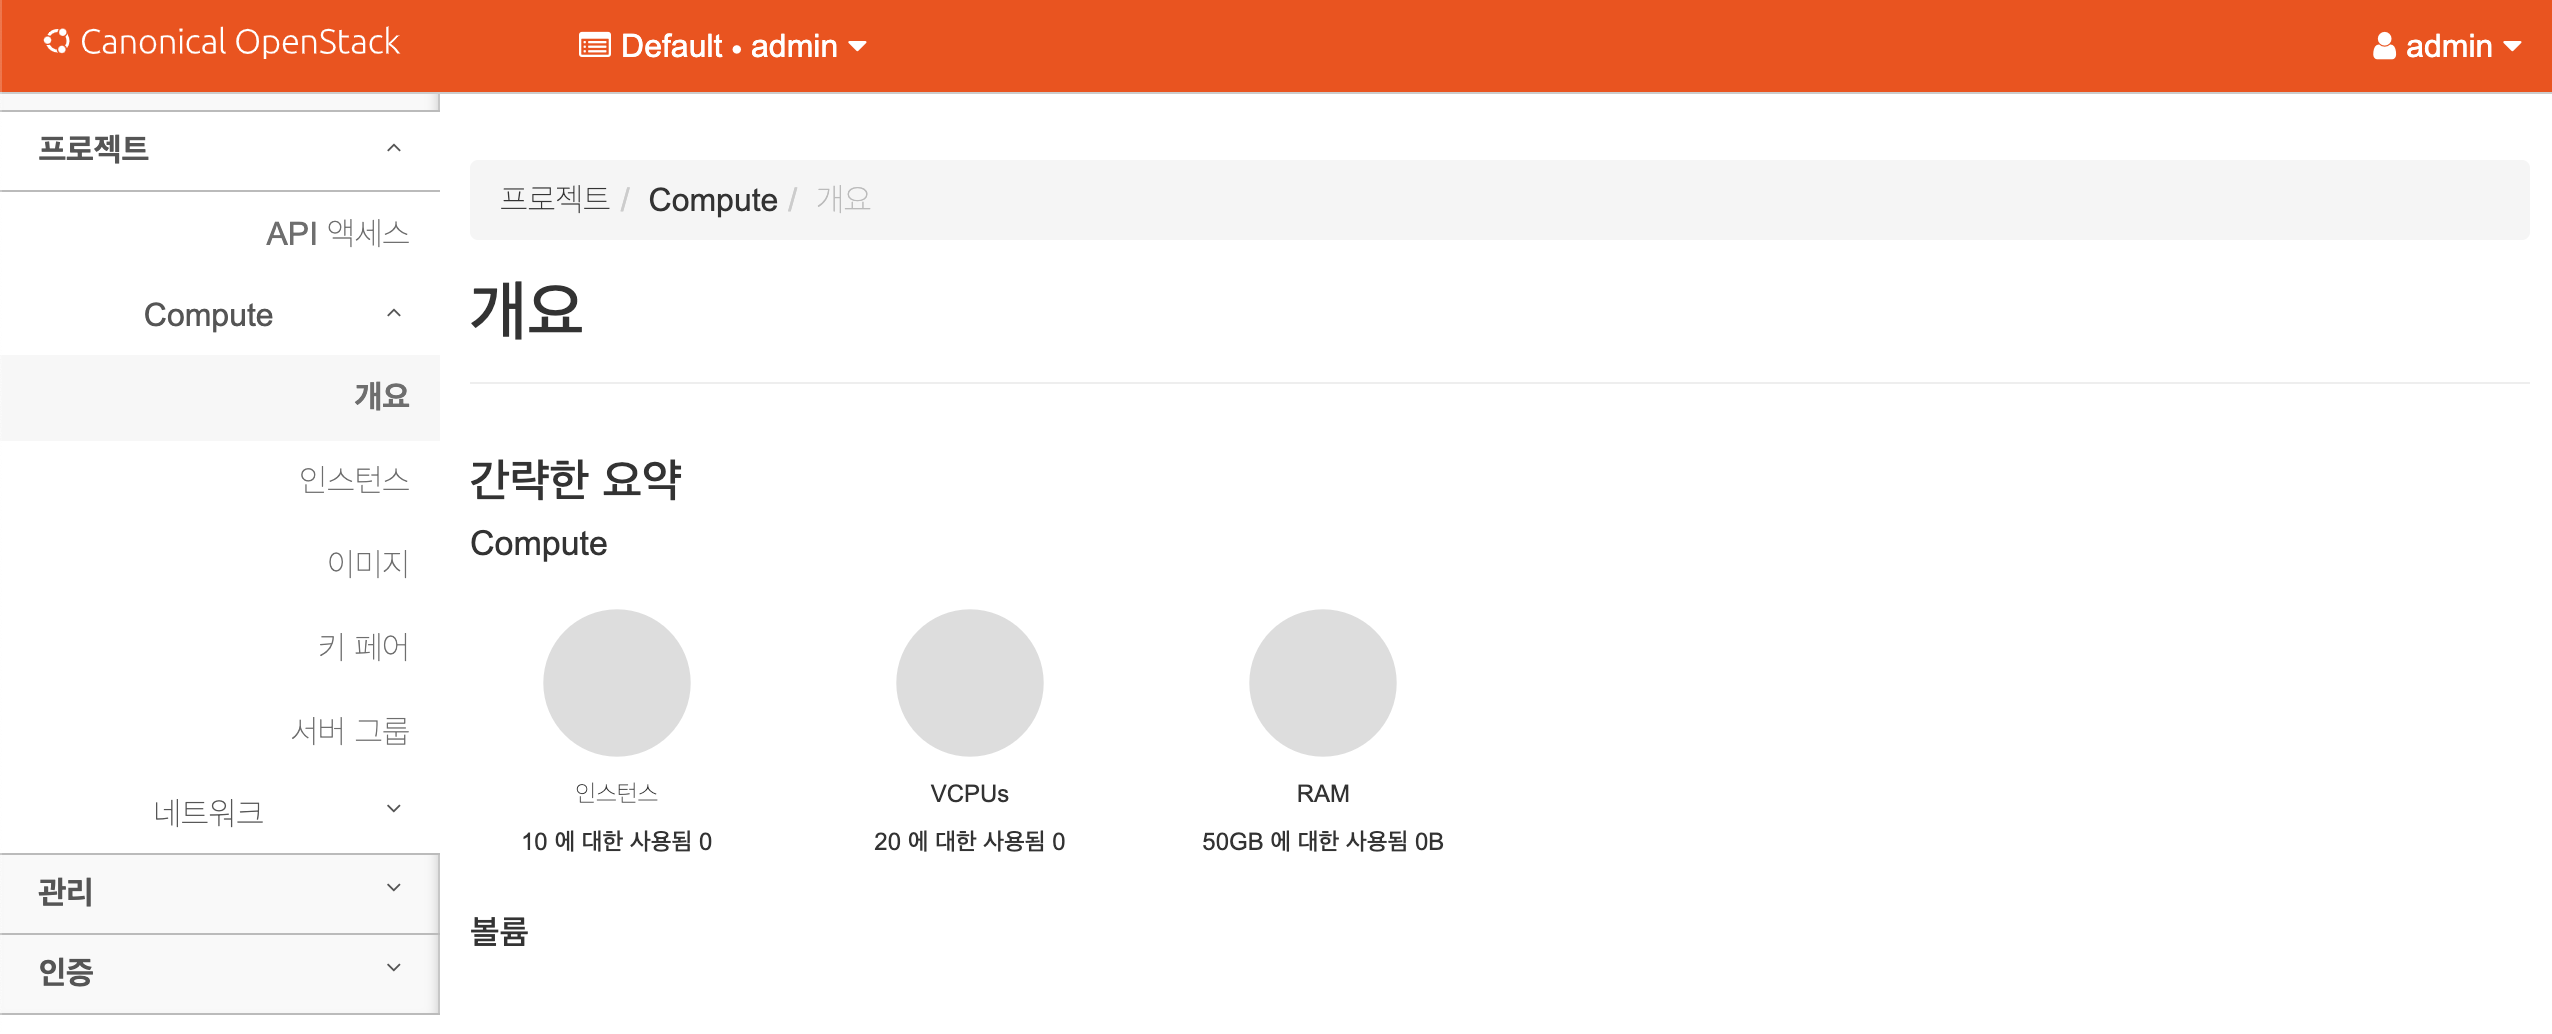 Canonical OpenStack
Default • admin
admin
프로젝트
API 액세스
Compute
개요
인스턴스
이미지
키 페어
서버 그룹
네트워크
관리
인증
프로젝트 / Compute / 개요
개요
간략한 요약
Compute
인스턴스
10 에 대한 사용됨 0
VCPUs
20 에 대한 사용됨 0
RAM
50GB 에 대한 사용됨 0B
볼륨